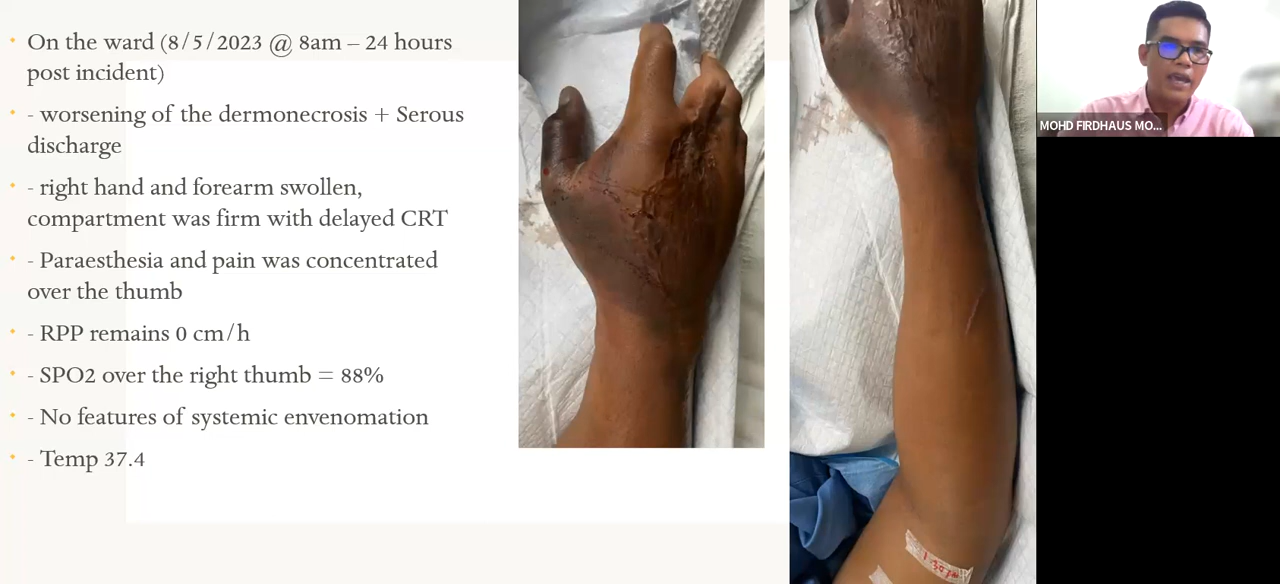 On the ward (8/5/2023 @ 8am – 24 hours
post incident)
- worsening of the dermonecrosis + Serous
discharge
- right hand and forearm swollen,
compartment was firm with delayed CRT
- Paraesthesia and pain was concentrated
over the thumb
- RPP remains 0 cm/h
- SPO2 over the right thumb = 88%
- No features of systemic envenomation
- Temp 37.4
MOHD FIRDHAUS MO...